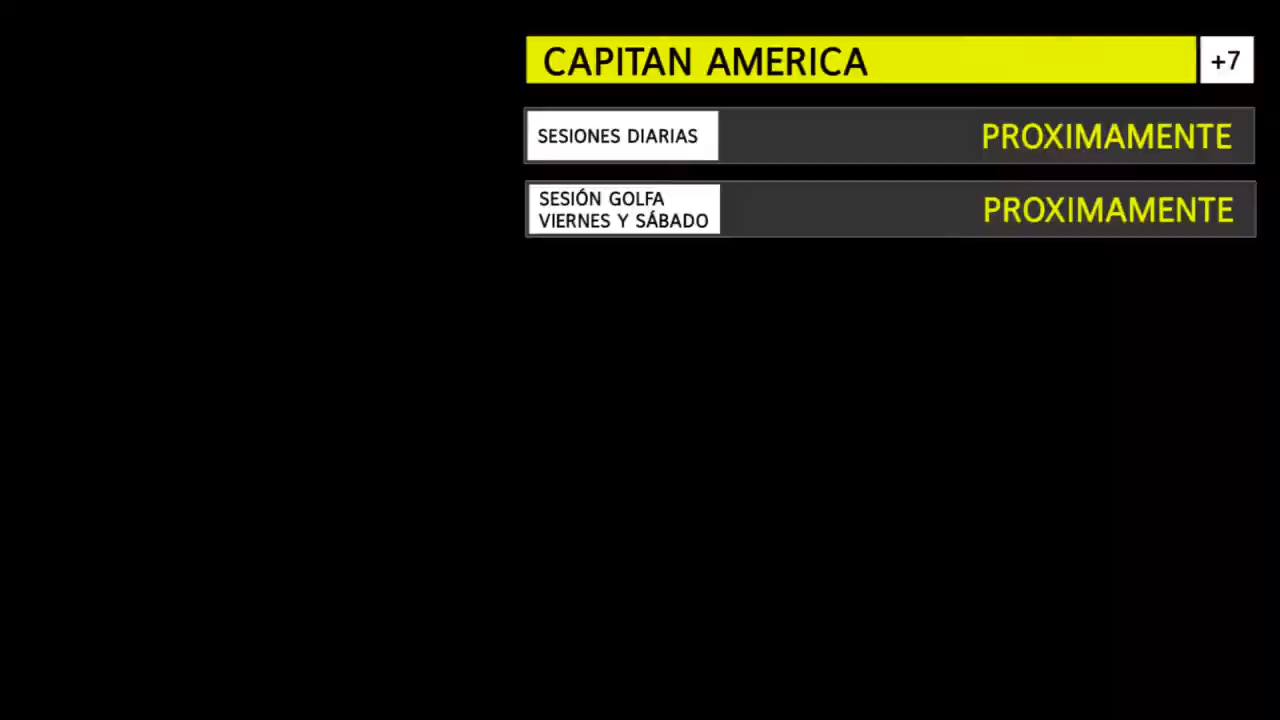 CAPITAN AMERICA +7
SESIONES DIARIAS PROXIMAMENTE
SESIÓN GOLFA
VIERNES Y SÁBADO PROXIMAMENTE